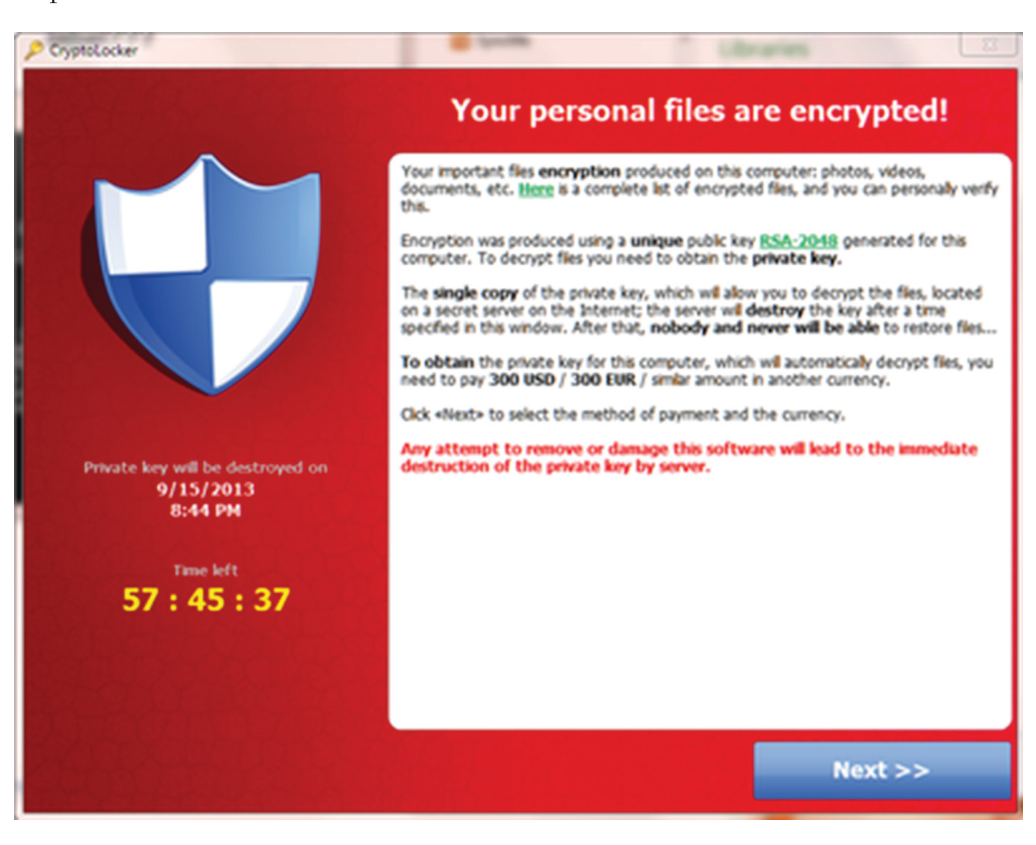 CryptoLocker
Libraries
Your personal files are encrypted!
Your important files encryption produced on this computer: photos, videos,
documents, etc. Here is a complete list of encrypted files, and you can personally verify
this.
Encryption was produced using a unique public key RSA-2048 generated for this
computer. To decrypt files you need to obtain the private key.
The single copy of the private key, which will allow you to decrypt the files, located
on a secret server on the Internet; the server will destroy the key after a time
specified in this window. After that, nobody and never will be able to restore files...
To obtain the private key for this computer, which will automatically decrypt files, you
need to pay 300 USD / 300 EUR / similar amount in another currency.
Click «Next» to select the method of payment and the currency.
Any attempt to remove or damage this software will lead to the immediate
destruction of the private key by server.
Private key will be destroyed on
9/15/2013
8:44 PM
Time left
57 : 45 : 37
Next >>